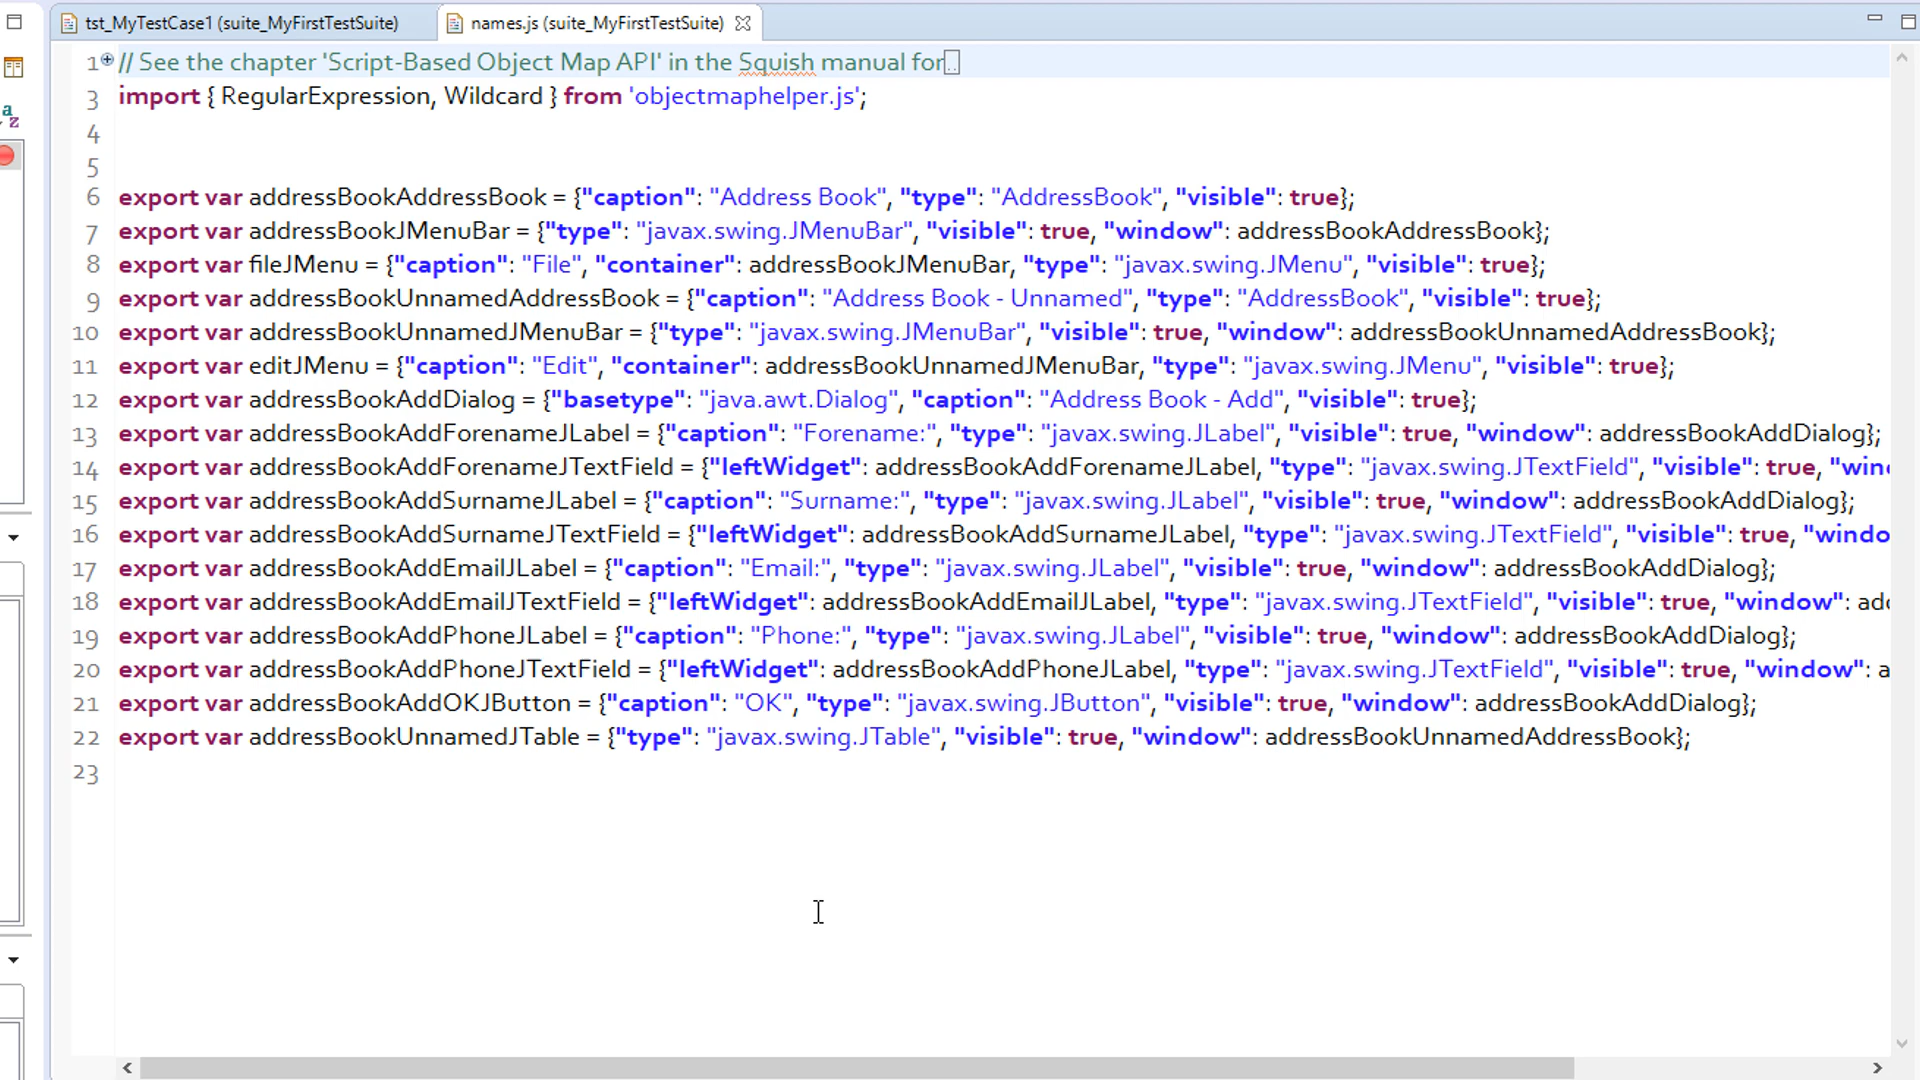 tst_MyTestCase1 (suite_MyFirstTestSuite) names.js (suite_MyFirstTestSuite)
1 // See the chapter 'Script-Based Object Map API' in the Squish manual for..
3 import { RegularExpression, Wildcard } from 'objectmaphelper.js';
4
5
6 export var addressBookAddressBook = {"caption": "Address Book", "type": "AddressBook", "visible": true};
7 export var addressBookJMenuBar = {"type": "javax.swing.JMenuBar", "visible": true, "window": addressBookAddressBook};
8 export var fileJMenu = {"caption": "File", "container": addressBookJMenuBar, "type": "javax.swing.JMenu", "visible": true};
9 export var addressBookUnnamedAddressBook = {"caption": "Address Book - Unnamed", "type": "AddressBook", "visible": true};
10 export var addressBookUnnamedJMenuBar = {"type": "javax.swing.JMenuBar", "visible": true, "window": addressBookUnnamedAddressBook};
11 export var editJMenu = {"caption": "Edit", "container": addressBookUnnamedJMenuBar, "type": "javax.swing.JMenu", "visible": true};
12 export var addressBookAddDialog = {"basetype": "java.awt.Dialog", "caption": "Address Book - Add", "visible": true};
13 export var addressBookAddForenameJLabel = {"caption": "Forename:", "type": "javax.swing.JLabel", "visible": true, "window": addressBookAddDialog};
14 export var addressBookAddForenameJTextField = {"leftWidget": addressBookAddForenameJLabel, "type": "javax.swing.JTextField", "visible": true, "win
15 export var addressBookAddSurnameJLabel = {"caption": "Surname:", "type": "javax.swing.JLabel", "visible": true, "window": addressBookAddDialog};
16 export var addressBookAddSurnameJTextField = {"leftWidget": addressBookAddSurnameJLabel, "type": "javax.swing.JTextField", "visible": true, "windo
17 export var addressBookAddEmailJLabel = {"caption": "Email:", "type": "javax.swing.JLabel", "visible": true, "window": addressBookAddDialog};
18 export var addressBookAddEmailJTextField = {"leftWidget": addressBookAddEmailJLabel, "type": "javax.swing.JTextField", "visible": true, "window": add
19 export var addressBookAddPhoneJLabel = {"caption": "Phone:", "type": "javax.swing.JLabel", "visible": true, "window": addressBookAddDialog};
20 export var addressBookAddPhoneJTextField = {"leftWidget": addressBookAddPhoneJLabel, "type": "javax.swing.JTextField", "visible": true, "window": a
21 export var addressBookAddOKJButton = {"caption": "OK", "type": "javax.swing.JButton", "visible": true, "window": addressBookAddDialog};
22 export var addressBookUnnamedJTable = {"type": "javax.swing.JTable", "visible": true, "window": addressBookUnnamedAddressBook};
23